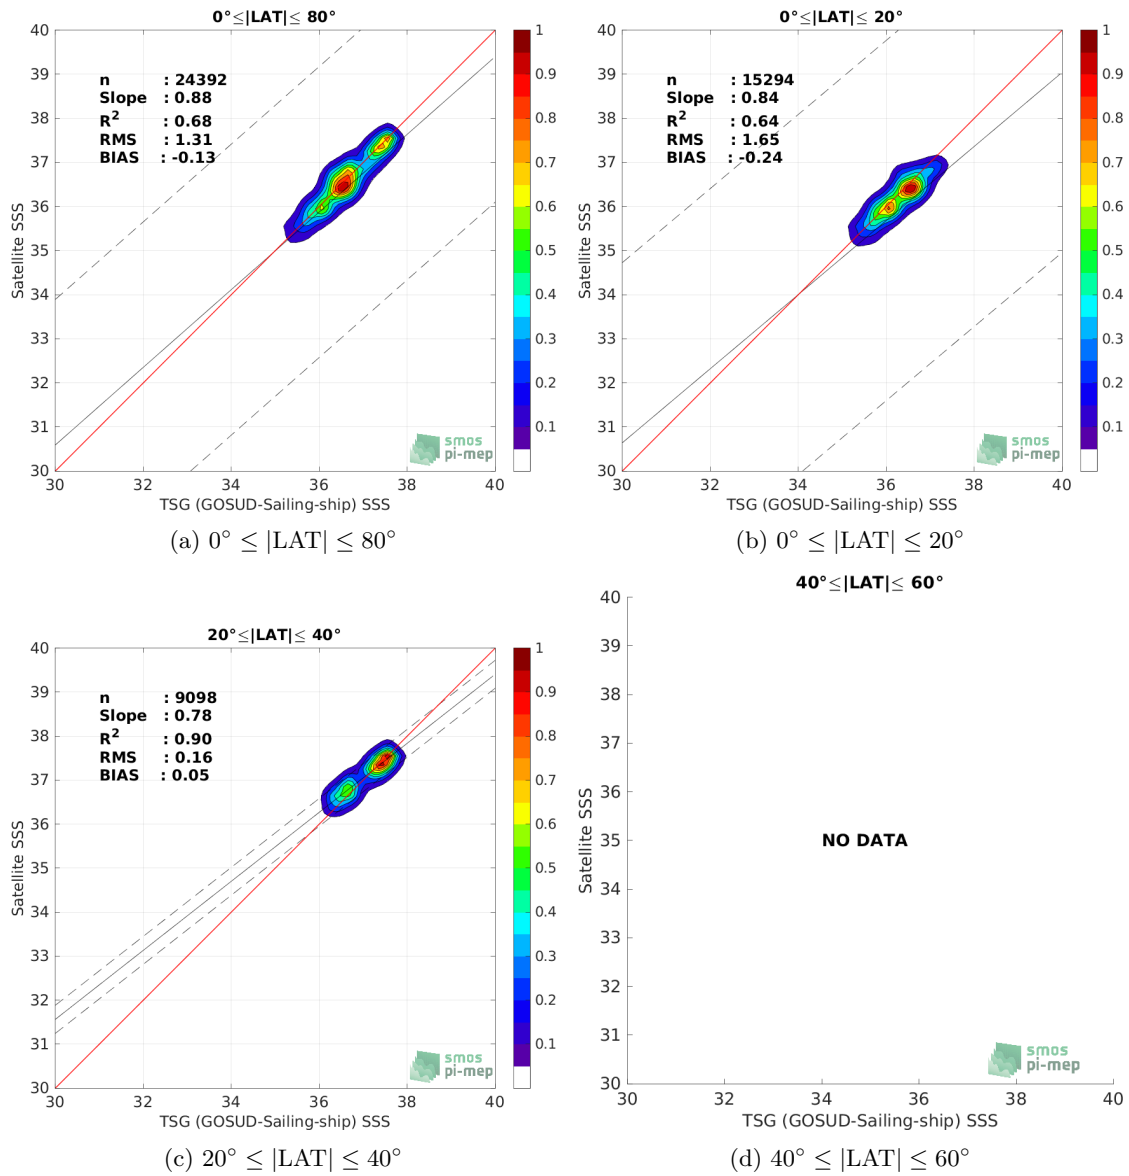 0°≤|LAT|≤ 80°
40
39
38
37
36
35
34
33
32
31
30
Satellite SSS
n : 24392
Slope : 0.88
R² : 0.68
RMS : 1.31
BIAS : -0.13
1
0.9
0.8
0.7
0.6
0.5
0.4
0.3
0.2
0.1
smos
pi-mep
30 32 34 36 38 40
TSG (GOSUD-Sailing-ship) SSS
(a) 0° ≤ |LAT| ≤ 80°
0°≤|LAT|≤ 20°
40
39
38
37
36
35
34
33
32
31
30
Satellite SSS
n : 15294
Slope : 0.84
R² : 0.64
RMS : 1.65
BIAS : -0.24
1
0.9
0.8
0.7
0.6
0.5
0.4
0.3
0.2
0.1
smos
pi-mep
30 32 34 36 38 40
TSG (GOSUD-Sailing-ship) SSS
(b) 0° ≤ |LAT| ≤ 20°
20°≤|LAT|≤ 40°
40
39
38
37
36
35
34
33
32
31
30
Satellite SSS
n : 9098
Slope : 0.78
R² : 0.90
RMS : 0.16
BIAS : 0.05
1
0.9
0.8
0.7
0.6
0.5
0.4
0.3
0.2
0.1
smos
pi-mep
30 32 34 36 38 40
TSG (GOSUD-Sailing-ship) SSS
(c) 20° ≤ |LAT| ≤ 40°
40°≤|LAT|≤ 60°
40
39
38
37
36
35
34
33
32
31
30
Satellite SSS
NO DATA
smos
pi-mep
30 32 34 36 38 40
TSG (GOSUD-Sailing-ship) SSS
(d) 40° ≤ |LAT| ≤ 60°